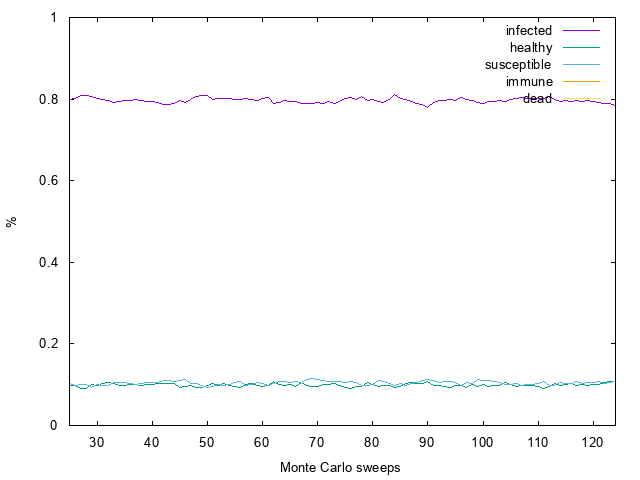 1
0.8
0.6
0.4
0.2
0
%
infected
healthy
susceptible
immune
dead
30 40 50 60 70 80 90 100 110 120
Monte Carlo sweeps